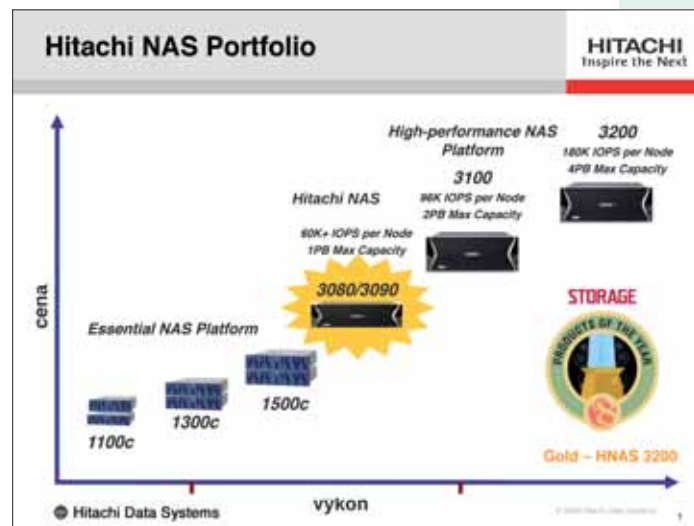 Hitachi NAS Portfolio
HITACHI
Inspire the Next
cena
High-performance NAS
Platform
3200
180K IOPS per Node
4PB Max Capacity
3100
96K IOPS per Node
2PB Max Capacity
Hitachi NAS
60K+ IOPS per Node
1PB Max Capacity
3080/3090
Essential NAS Platform
1100c
1300c
1500c
STORAGE
PRODUCTS OF THE YEAR
Gold – HNAS 3200
vykon
Hitachi Data Systems
1